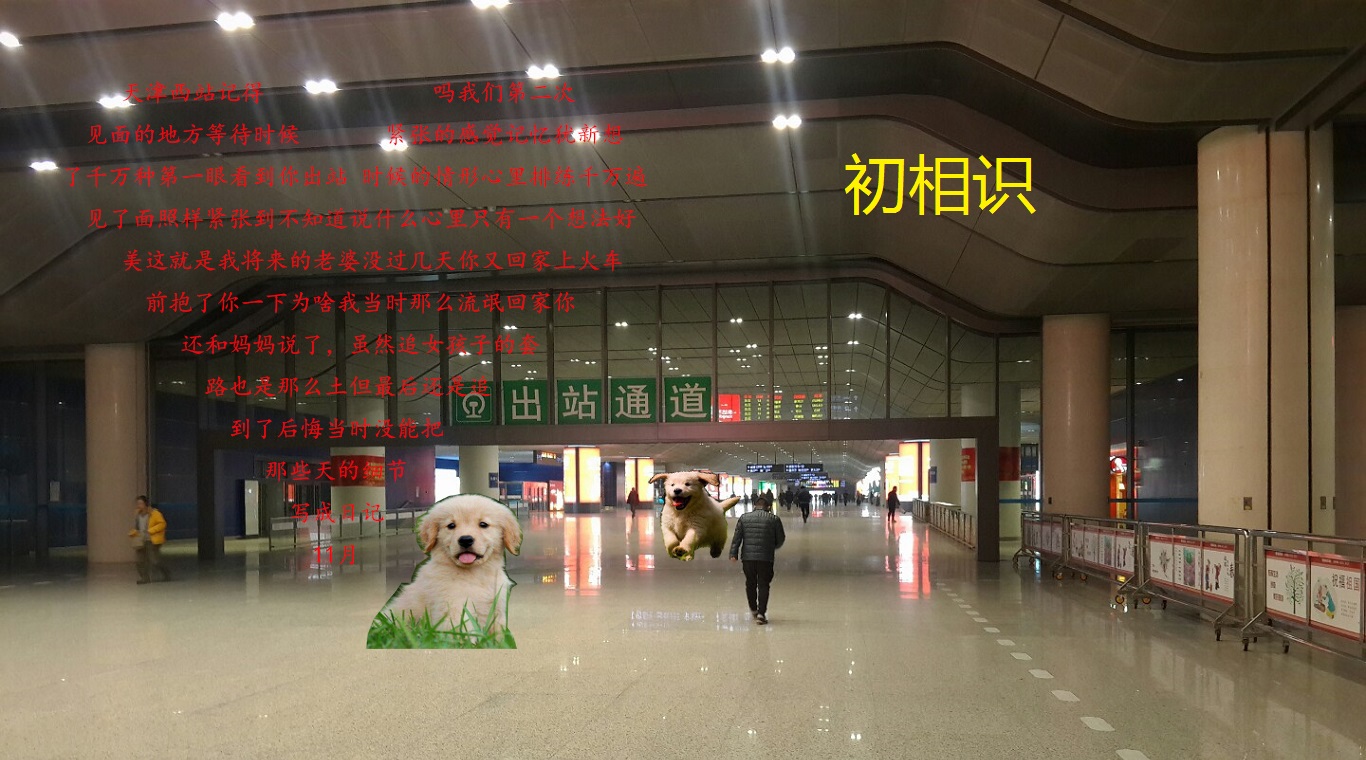 天津西站记得 吗我们第二次
见面的地方等待时候 紧张的感觉记忆犹新想
了千万种第一眼看到你出站 时候的情形心里排练千万遍
见了面照样紧张到不知道说什么心里只有一个想法好
美这就是我将来的老婆没过几天你又回家上火车
前抱了你一下为啥我当时那么流氓回家你
还和妈妈说了，虽然追女孩子的套
路也是那么土但最后还是追
到了后悔当时没能把
那些天的细节
写成日记
11月
初相识
出站通道
祝福祖国